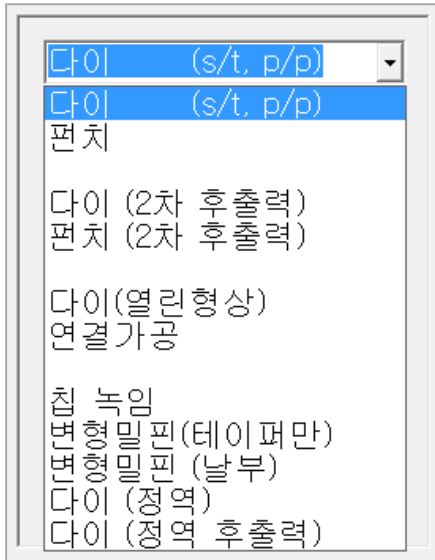 다이 (s/t, p/p)
다이 (s/t, p/p)
펀치
다이 (2차 후출력)
펀치 (2차 후출력)
다이(열린형상)
연결가공
칩 녹임
변형밀핀(테이퍼만)
변형밀핀 (날부)
다이 (정역)
다이 (정역 후출력)